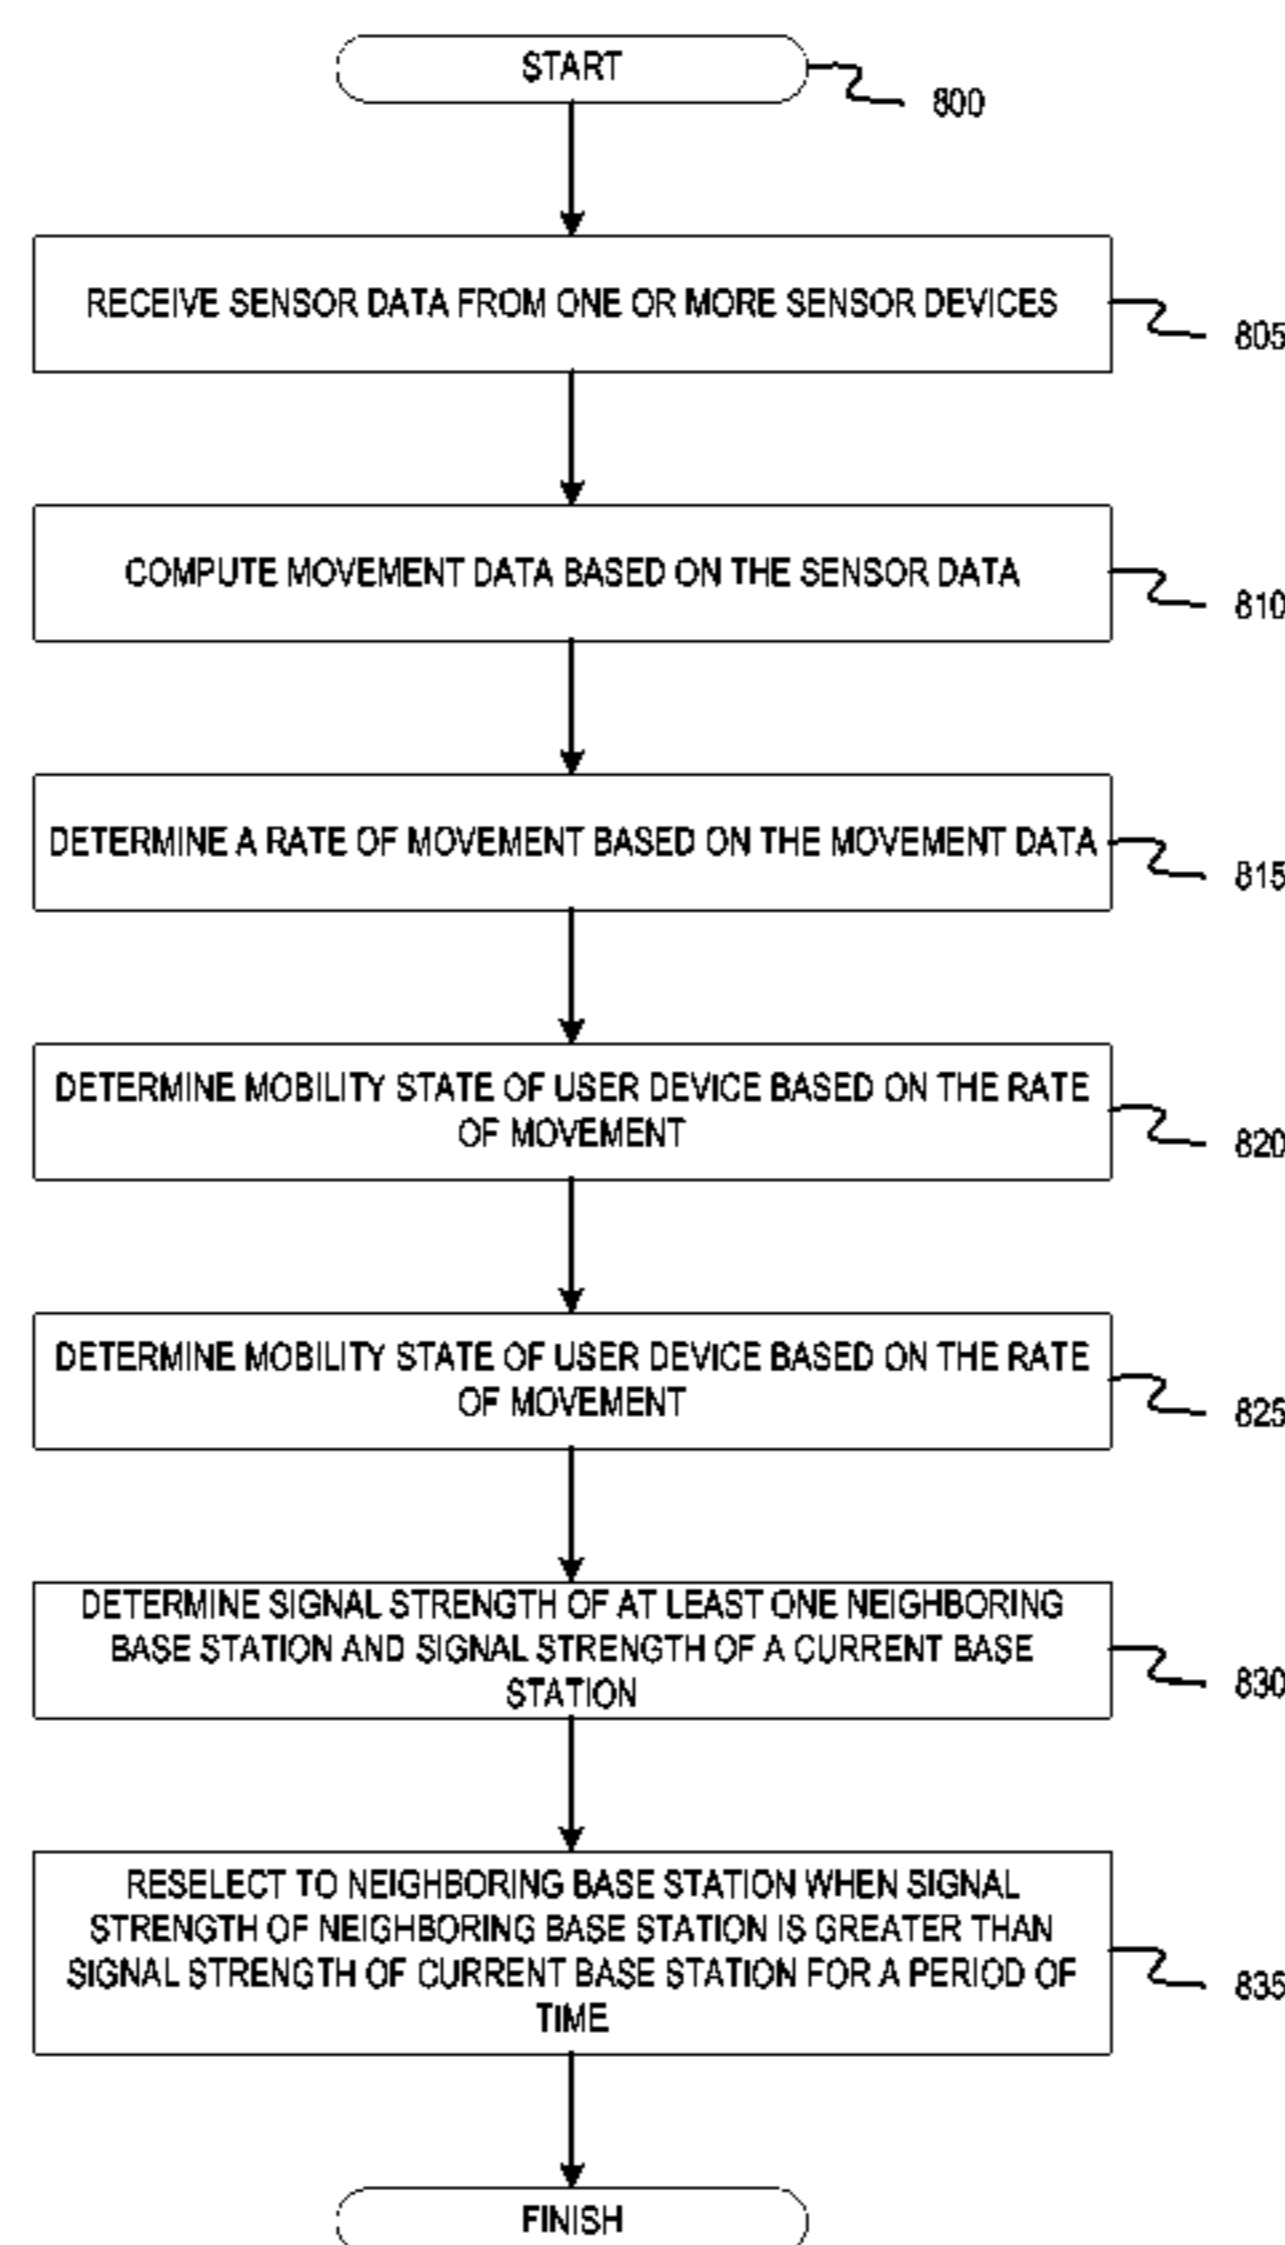 START
800
RECEIVE SENSOR DATA FROM ONE OR MORE SENSOR DEVICES
805
COMPUTE MOVEMENT DATA BASED ON THE SENSOR DATA
810
DETERMINE A RATE OF MOVEMENT BASED ON THE MOVEMENT DATA
815
DETERMINE MOBILITY STATE OF USER DEVICE BASED ON THE RATE
OF MOVEMENT
820
DETERMINE MOBILITY STATE OF USER DEVICE BASED ON THE RATE
OF MOVEMENT
825
DETERMINE SIGNAL STRENGTH OF AT LEAST ONE NEIGHBORING
BASE STATION AND SIGNAL STRENGTH OF A CURRENT BASE
STATION
830
RESELECT TO NEIGHBORING BASE STATION WHEN SIGNAL
STRENGTH OF NEIGHBORING BASE STATION IS GREATER THAN
SIGNAL STRENGTH OF CURRENT BASE STATION FOR A PERIOD OF
TIME
835
FINISH